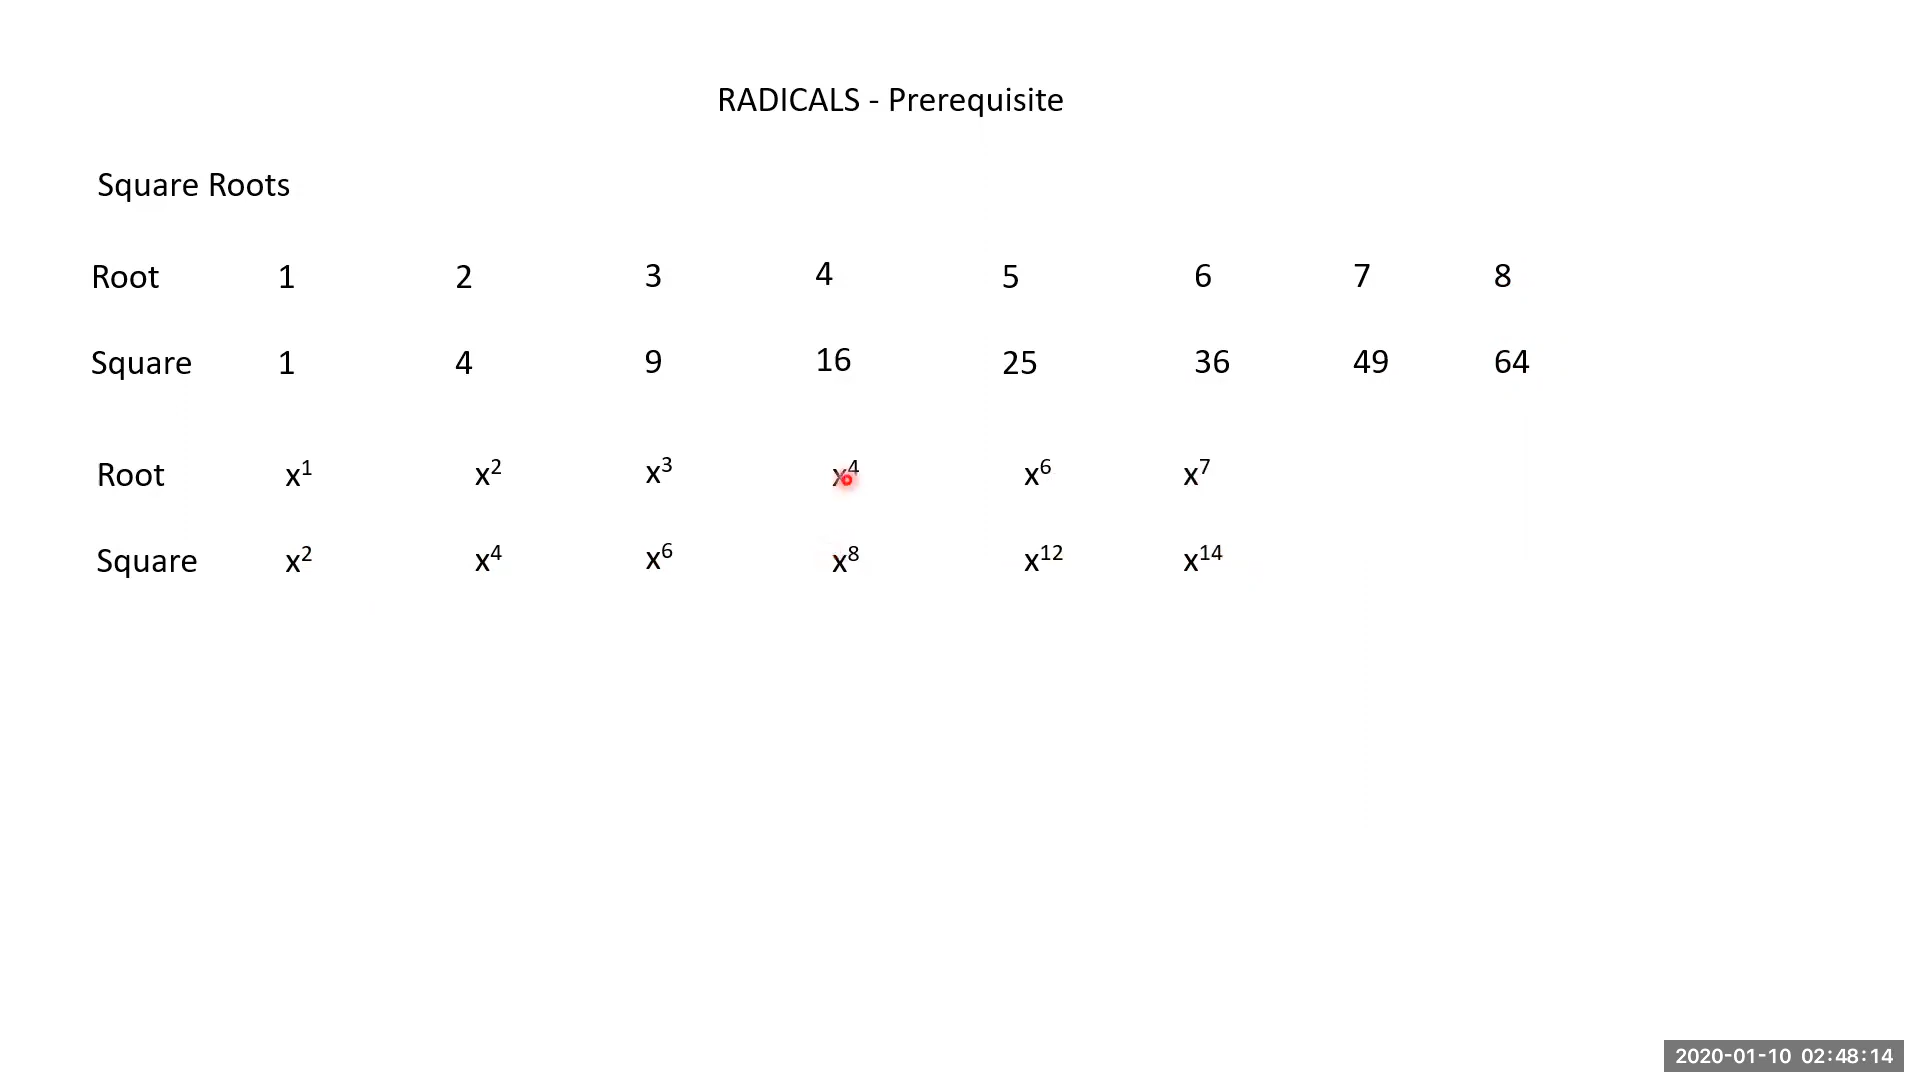 RADICALS - Prerequisite
Square Roots
Root 1 2 3 4 5 6 7 8
Square 1 4 9 16 25 36 49 64
Root x¹ x² x³ x⁴ x⁶ x⁷
Square x² x⁴ x⁶ x⁸ x¹² x¹⁴
2020-01-10 02:48:14